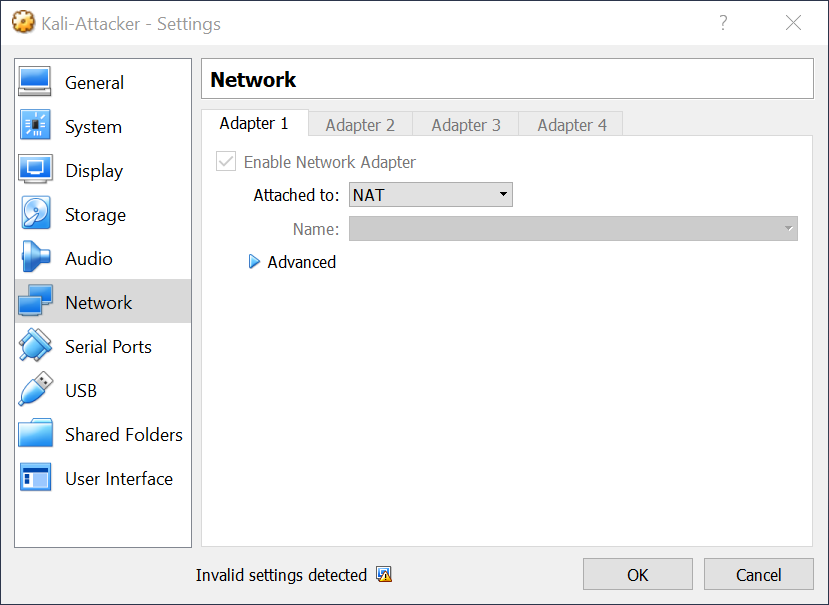 Kali-Attacker - Settings
?
General
System
Display
Storage
Audio
Network
Serial Ports
USB
Shared Folders
User Interface
Network
Adapter 1 Adapter 2 Adapter 3 Adapter 4
Enable Network Adapter
Attached to: NAT
Name:
Advanced
Invalid settings detected
OK Cancel